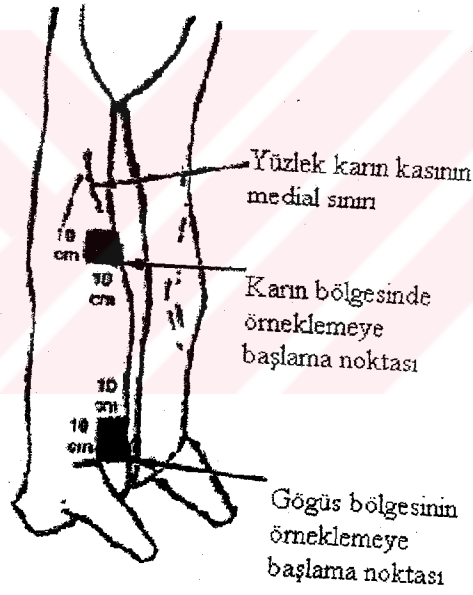 Yüzlek karın kasının
medial sınırı
10
cm
10
cm
Karın bölgesinde
örneklemeye
başlama noktası
10
cm
10
cm
Gögüs bölgesinin
örneklemeye
başlama noktası